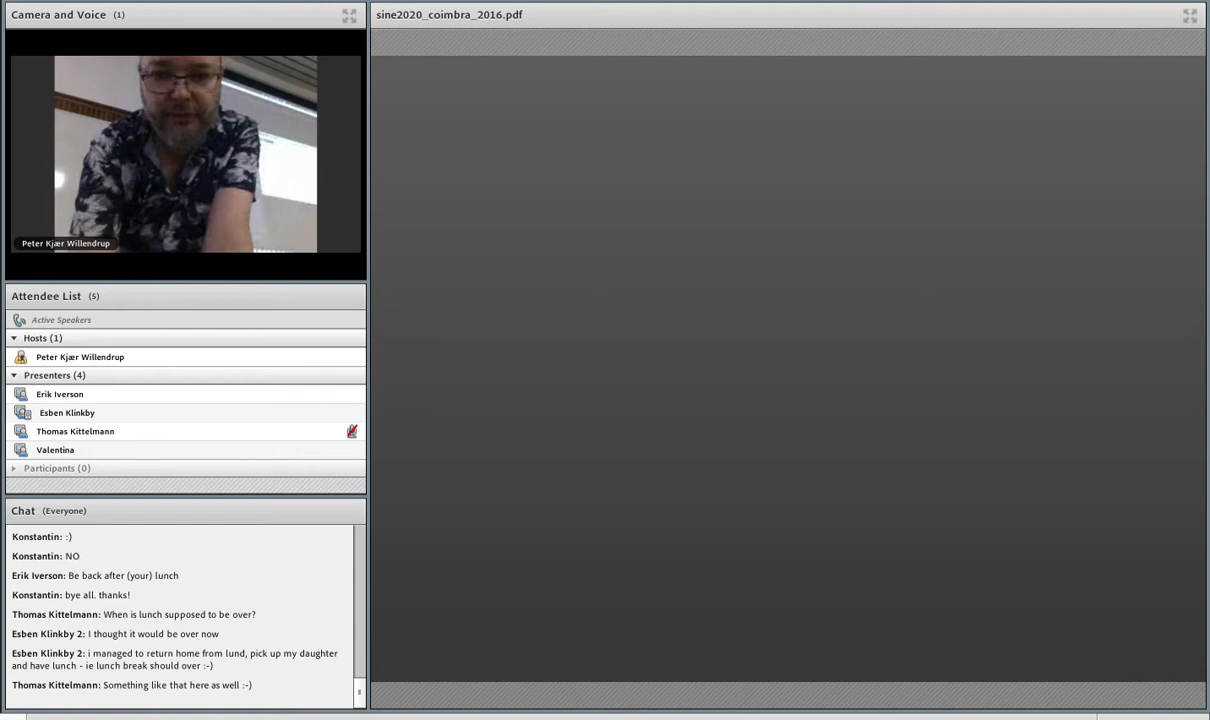 Camera and Voice (1)
sine2020_coimbra_2016.pdf
Peter Kjær Willendrup
Attendee List (5)
Active Speakers
Hosts (1)
Peter Kjær Willendrup
Presenters (4)
Erik Iverson
Esben Klinkby
Thomas Kittelmann
Valentina
Participants (0)
Chat (Everyone)
Konstantin: :)
Konstantin: NO
Erik Iverson: Be back after (your) lunch
Konstantin: bye all. thanks!
Thomas Kittelmann: When is lunch supposed to be over?
Esben Klinkby 2: I thought it would be over now
Esben Klinkby 2: i managed to return home from lund, pick up my daughter
and have lunch - ie lunch break should over :-)
Thomas Kittelmann: Something like that here as well :-)